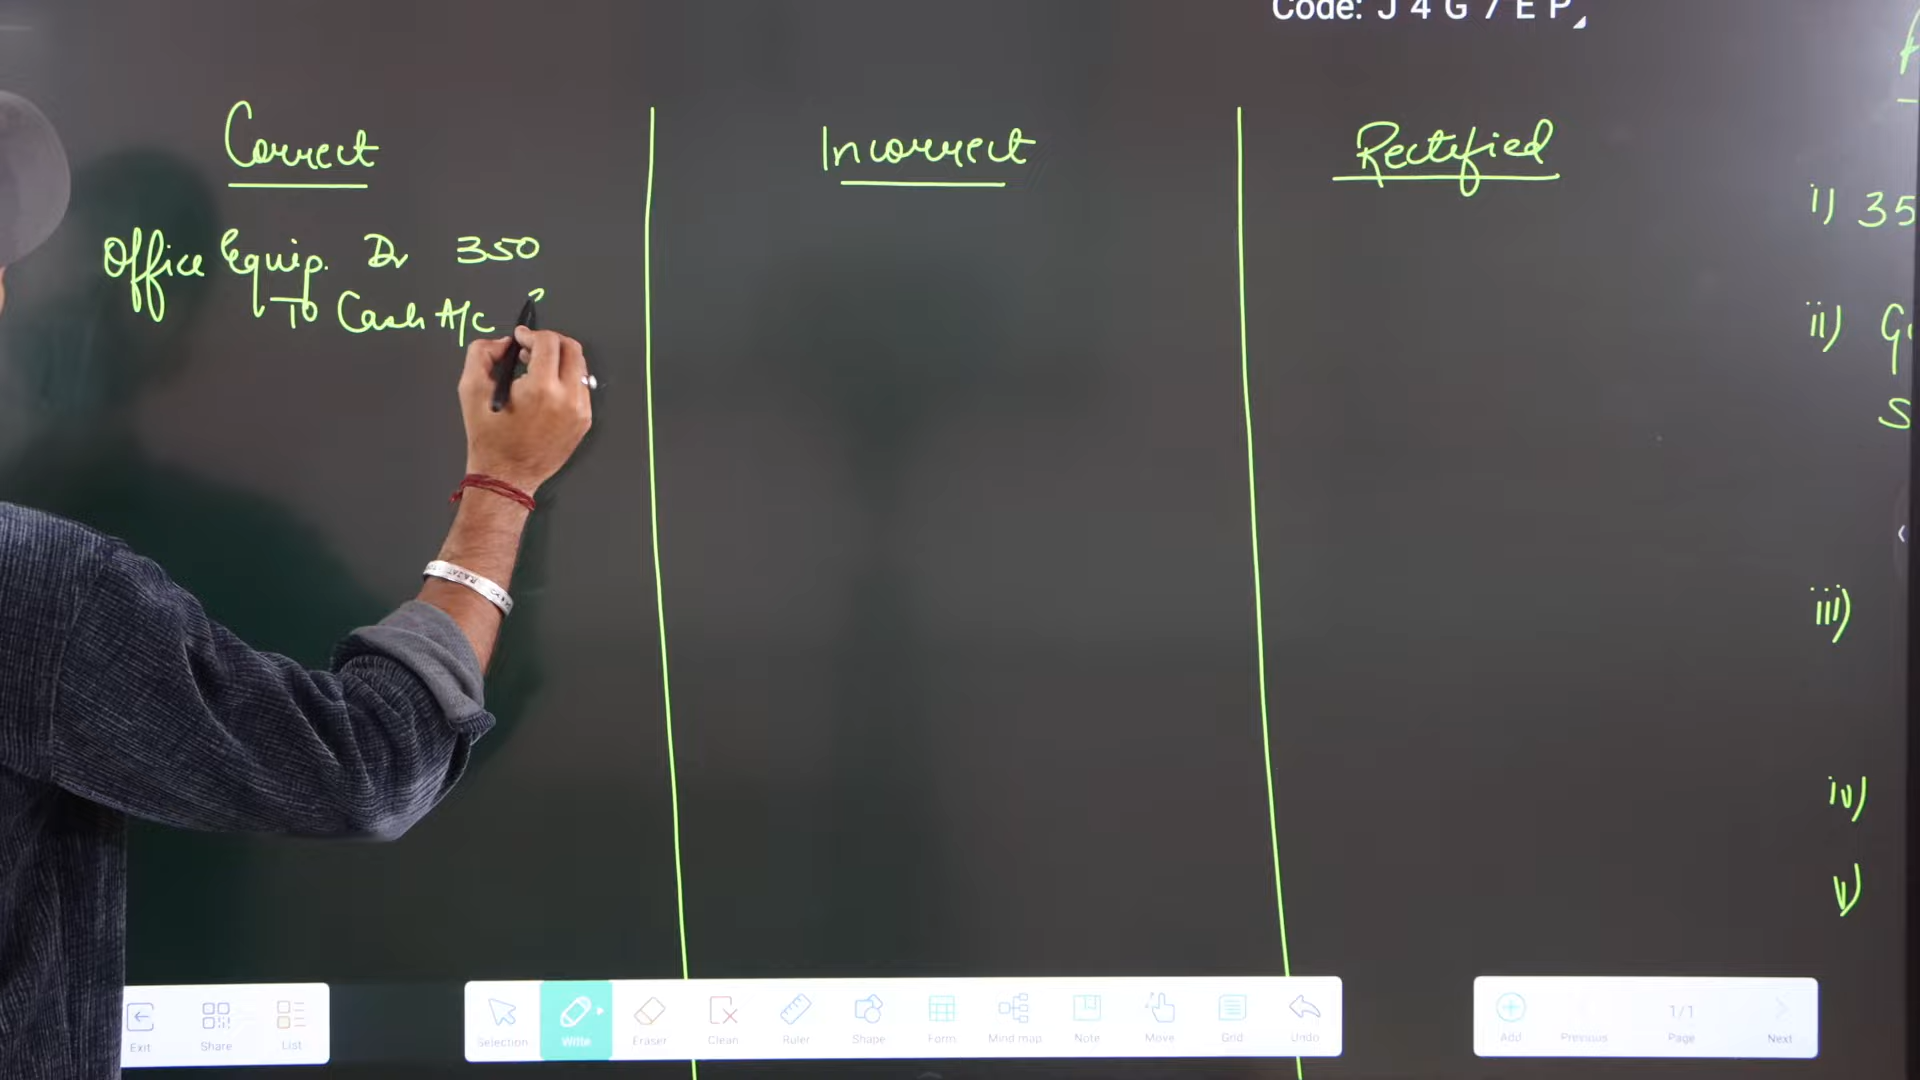 Code: J 4 G 7 E P
Correct
Incorrect
Rectified
Office Equip. Dr 350
To Cash A/c
i) 35
ii) G
S
iii)
iv)
v)
Exit
Share
List
Selection
Write
Eraser
Clean
Ruler
Shape
Form
Mind map
Note
Move
Grid
Undo
Add
Previous
1/1
Page
Next